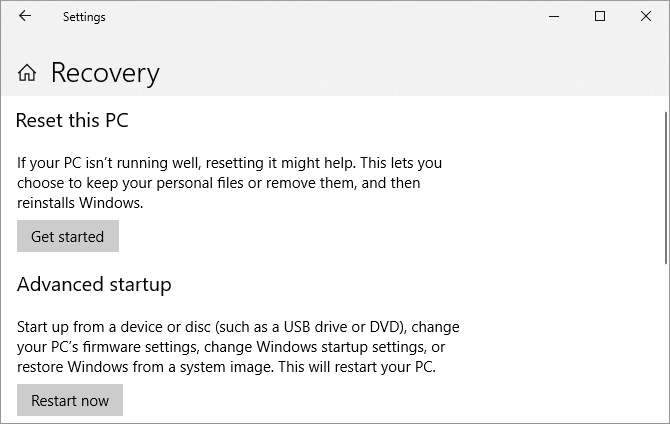 Settings
Recovery
Reset this PC
If your PC isn’t running well, resetting it might help. This lets you
choose to keep your personal files or remove them, and then
reinstalls Windows.
Get started
Advanced startup
Start up from a device or disc (such as a USB drive or DVD), change
your PC’s firmware settings, change Windows startup settings, or
restore Windows from a system image. This will restart your PC.
Restart now